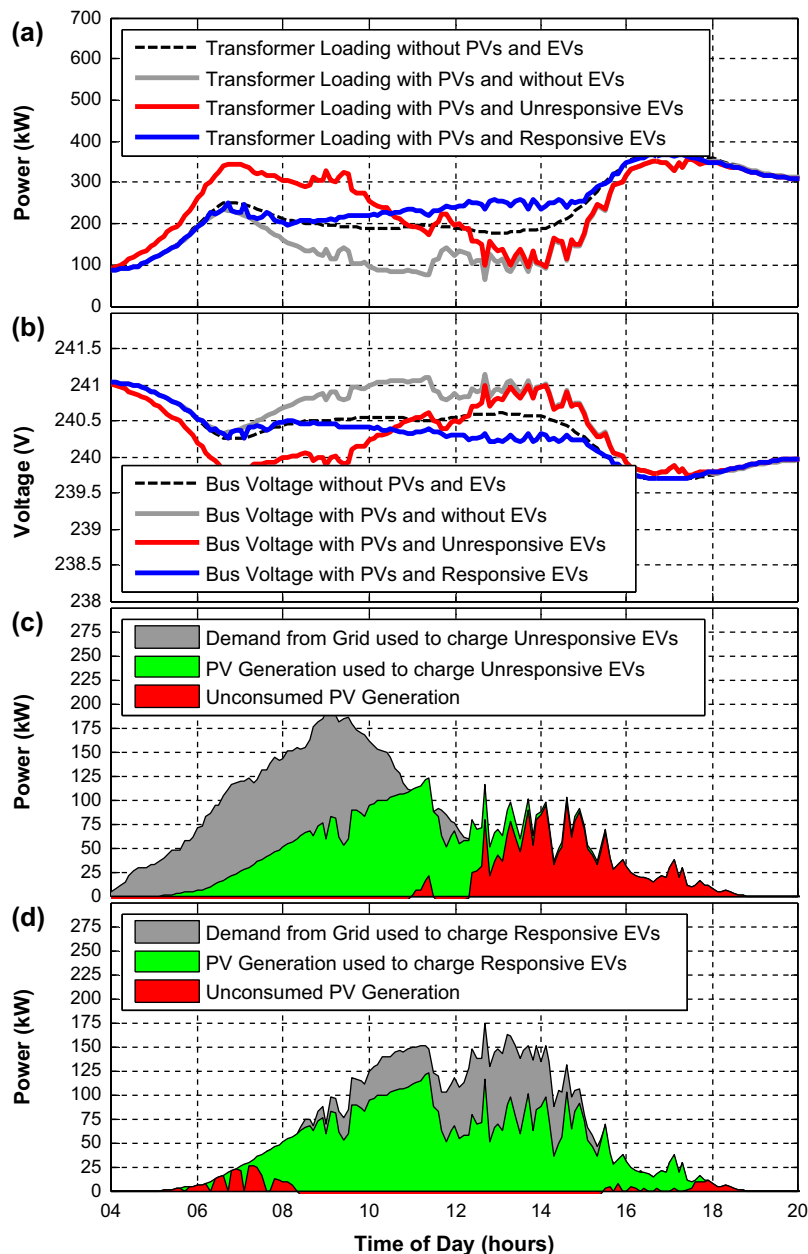 (a)
Power (kW)
700
600
500
400
300
200
100
0
Transformer Loading without PVs and EVs
Transformer Loading with PVs and without EVs
Transformer Loading with PVs and Unresponsive EVs
Transformer Loading with PVs and Responsive EVs
(b)
Voltage (V)
241.5
241
240.5
240
239.5
239
238.5
238
Bus Voltage without PVs and EVs
Bus Voltage with PVs and without EVs
Bus Voltage with PVs and Unresponsive EVs
Bus Voltage with PVs and Responsive EVs
(c)
Power (kW)
275
250
225
200
175
150
125
100
75
50
25
0
Demand from Grid used to charge Unresponsive EVs
PV Generation used to charge Unresponsive EVs
Unconsumed PV Generation
(d)
Power (kW)
275
250
225
200
175
150
125
100
75
50
25
0
Demand from Grid used to charge Responsive EVs
PV Generation used to charge Responsive EVs
Unconsumed PV Generation
04 06 08 10 12 14 16 18 20
Time of Day (hours)